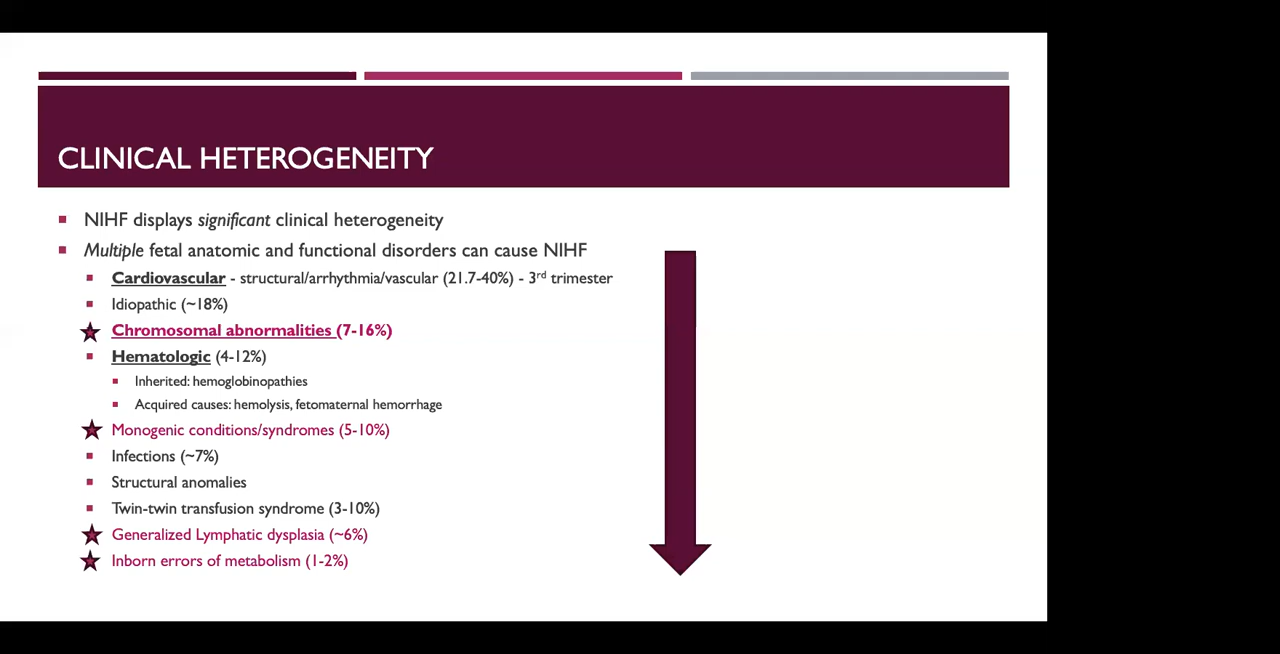 CLINICAL HETEROGENEITY
NIHF displays significant clinical heterogeneity
Multiple fetal anatomic and functional disorders can cause NIHF
Cardiovascular - structural/arrhythmia/vascular (21.7-40%) - 3rd trimester
Idiopathic (~18%)
Chromosomal abnormalities (7-16%)
Hematologic (4-12%)
Inherited: hemoglobinopathies
Acquired causes: hemolysis, fetomaternal hemorrhage
Monogenic conditions/syndromes (5-10%)
Infections (~7%)
Structural anomalies
Twin-twin transfusion syndrome (3-10%)
Generalized Lymphatic dysplasia (~6%)
Inborn errors of metabolism (1-2%)